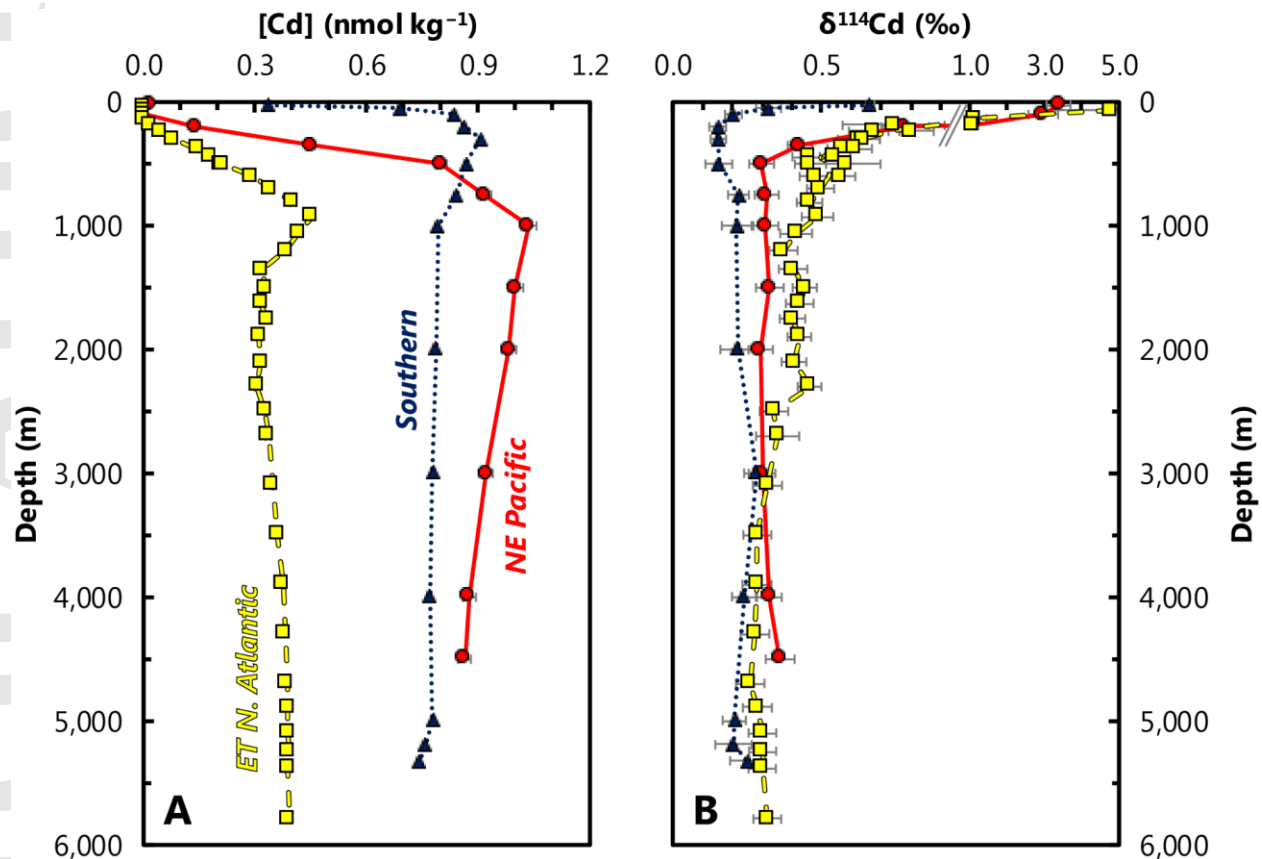 [Cd] (nmol kg⁻¹)
δ¹¹⁴Cd (‰)
0.0 0.3 0.6 0.9 1.2
0.0 0.5 1.0 3.0 5.0
0
1,000
2,000
3,000
4,000
5,000
6,000
Depth (m)
Southern
NE Pacific
ET N. Atlantic
A
B
0
1,000
2,000
3,000
4,000
5,000
6,000
Depth (m)